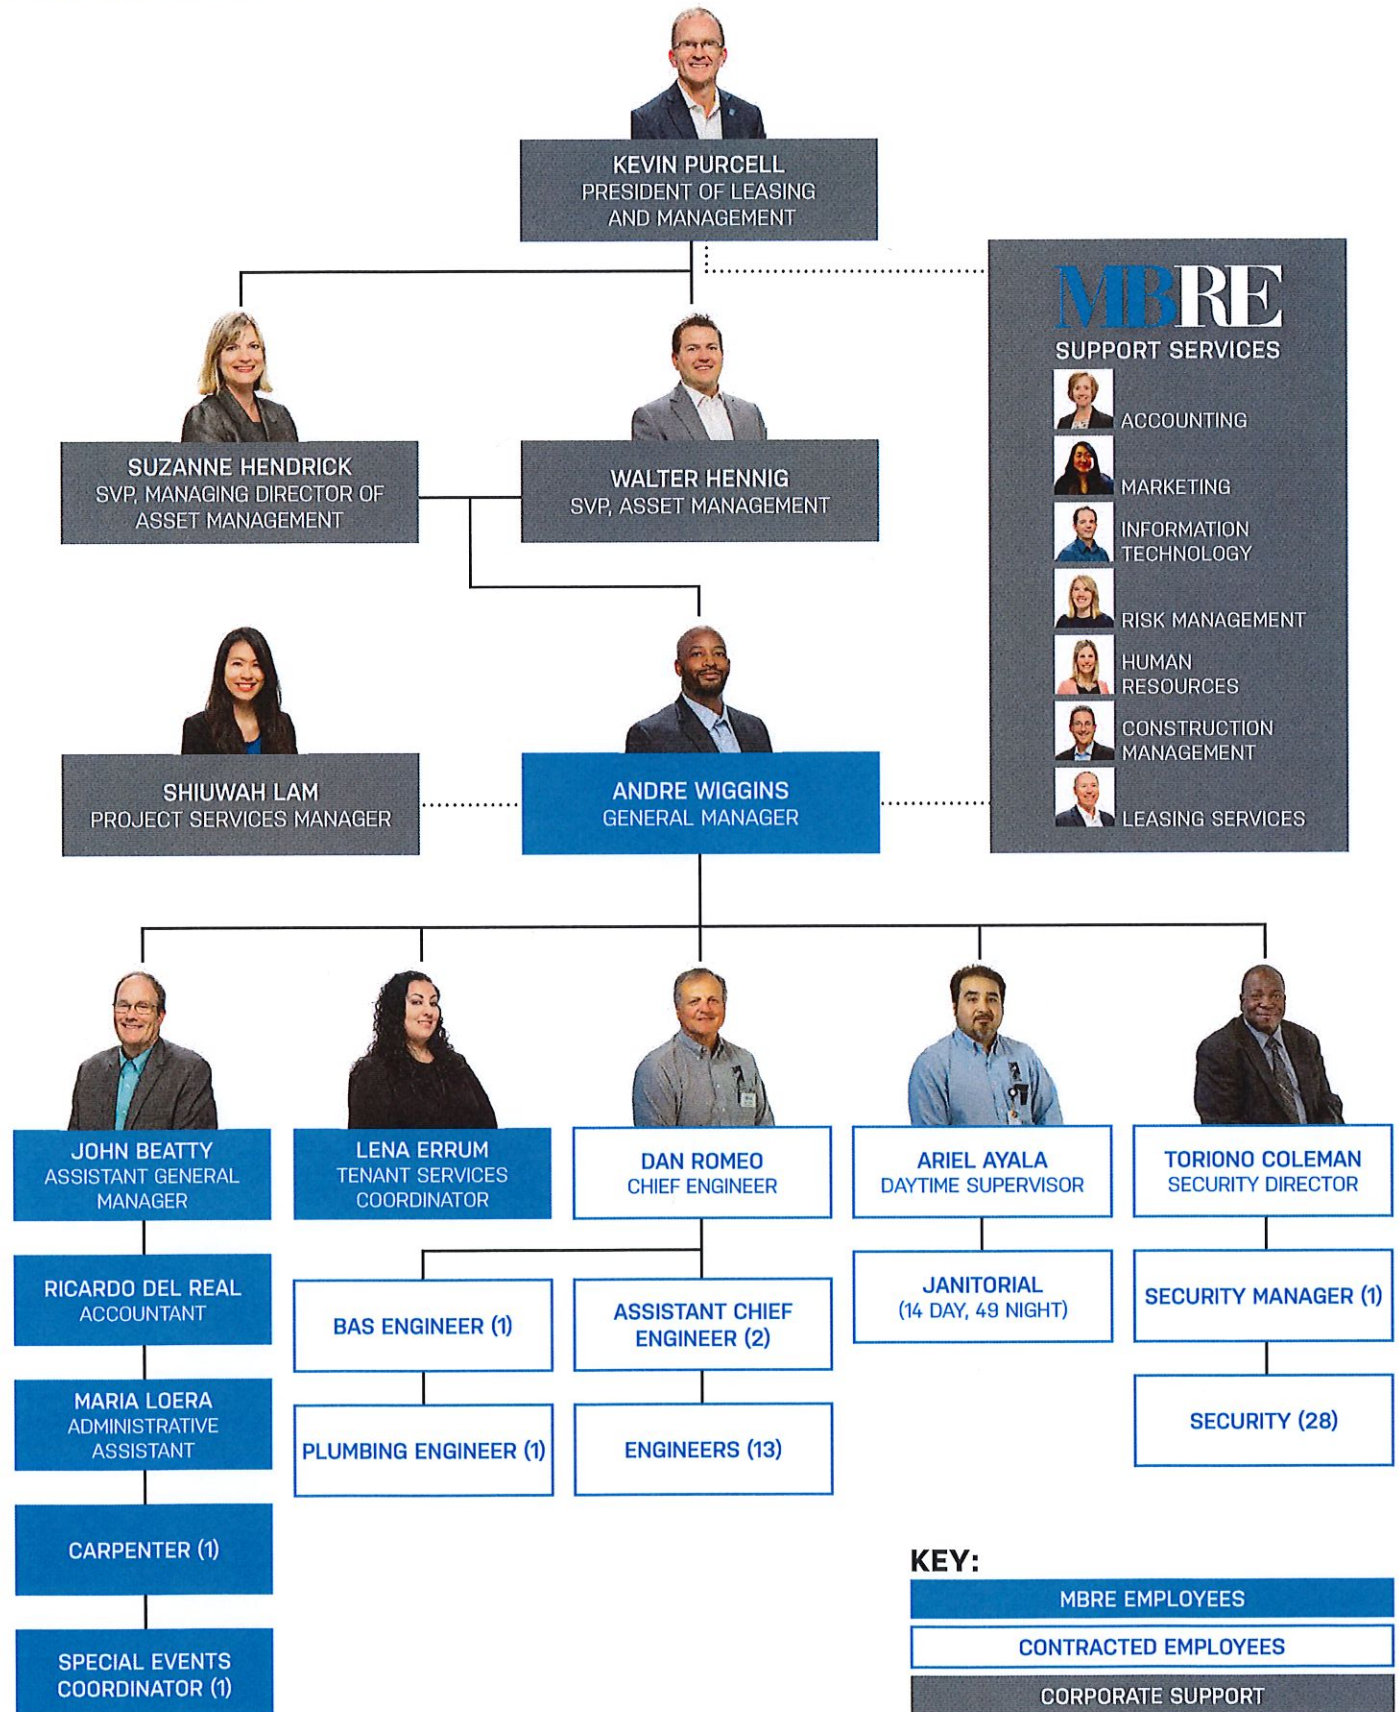 KEVIN PURCELL
PRESIDENT OF LEASING
AND MANAGEMENT
MBRE
SUPPORT SERVICES
ACCOUNTING
MARKETING
INFORMATION
TECHNOLOGY
RISK MANAGEMENT
HUMAN
RESOURCES
CONSTRUCTION
MANAGEMENT
LEASING SERVICES
SUZANNE HENDRICK
SVP, MANAGING DIRECTOR OF
ASSET MANAGEMENT
WALTER HENNIG
SVP, ASSET MANAGEMENT
SHIUWAH LAM
PROJECT SERVICES MANAGER
ANDRE WIGGINS
GENERAL MANAGER
JOHN BEATTY
ASSISTANT GENERAL
MANAGER
LENA ERRUM
TENANT SERVICES
COORDINATOR
DAN ROMEO
CHIEF ENGINEER
ARIEL AYALA
DAYTIME SUPERVISOR
TORIONO COLEMAN
SECURITY DIRECTOR
RICARDO DEL REAL
ACCOUNTANT
BAS ENGINEER (1)
ASSISTANT CHIEF
ENGINEER (2)
JANITORIAL
(14 DAY, 49 NIGHT)
SECURITY MANAGER (1)
MARIA LOERA
ADMINISTRATIVE
ASSISTANT
PLUMBING ENGINEER (1)
ENGINEERS (13)
SECURITY (28)
CARPENTER (1)
SPECIAL EVENTS
COORDINATOR (1)
KEY:
MBRE EMPLOYEES
CONTRACTED EMPLOYEES
CORPORATE SUPPORT